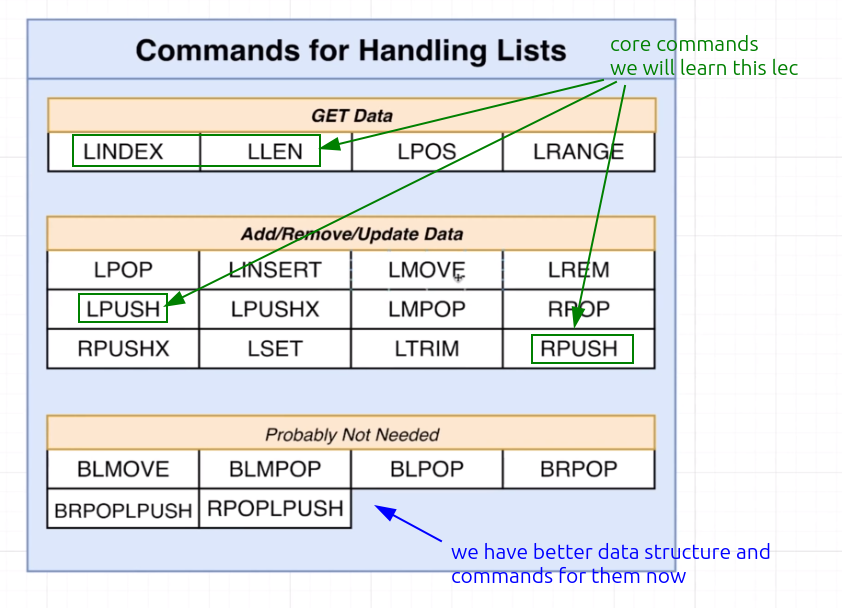 Commands for Handling Lists
core commands
we will learn this lec
GET Data
LINDEX LLEN LPOS LRANGE
Add/Remove/Update Data
LPOP LINSERT LMOVE LREM
LPUSH LPUSHX LMPOP RPOP
RPUSHX LSET LTRIM RPUSH
Probably Not Needed
BLMOVE BLMPOP BLPOP BRPOP
BRPOPLPUSH RPOPLPUSH
we have better data structure and
commands for them now